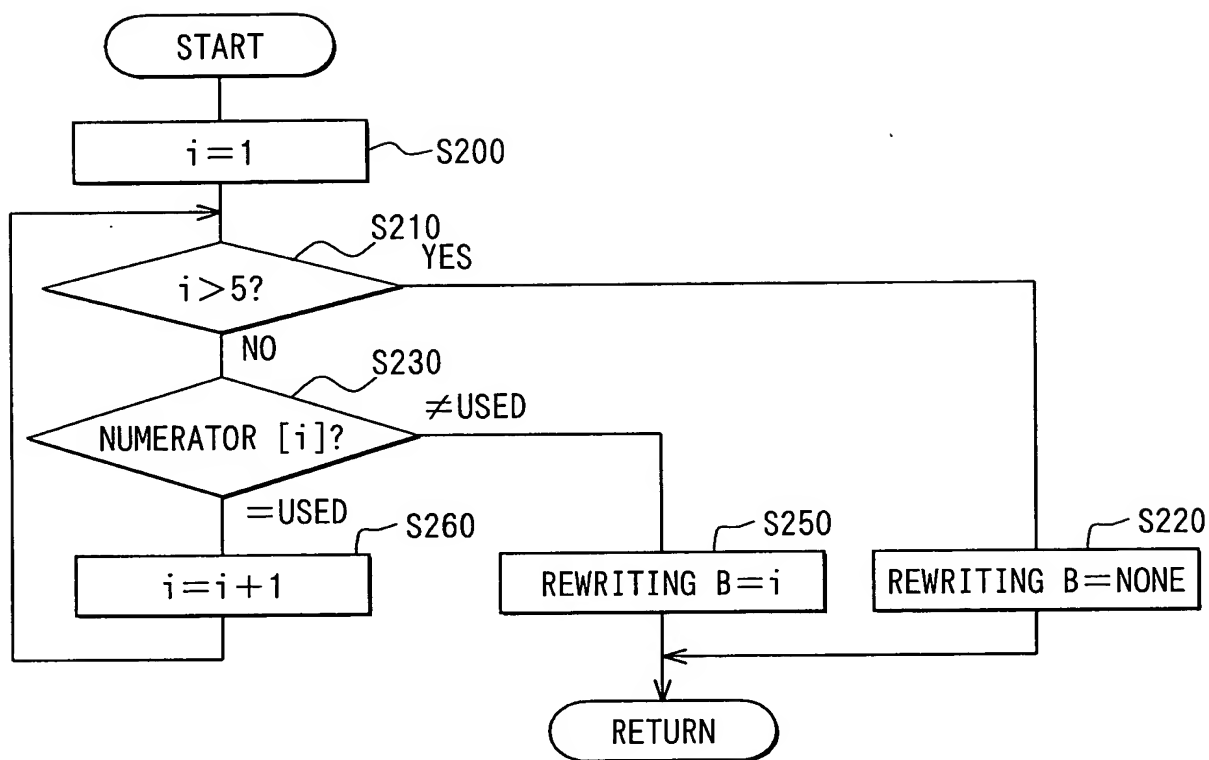 START
i=1
S200
S210
YES
i>5?
NO
S230
≠USED
NUMERATOR [i]?
=USED
S260
S250
S220
i=i+1
REWRITING B=i
REWRITING B=NONE
RETURN